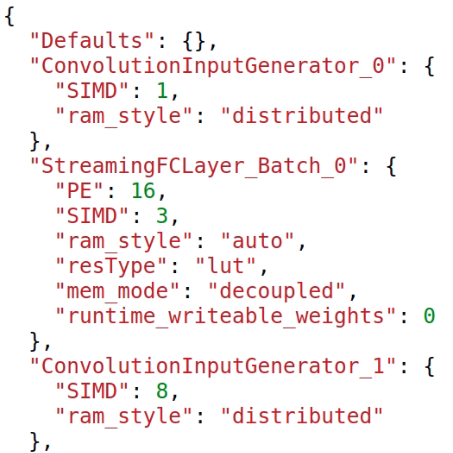 {
  "Defaults": {},
  "ConvolutionInputGenerator_0": {
    "SIMD": 1,
    "ram_style": "distributed"
  },
  "StreamingFCLayer_Batch_0": {
    "PE": 16,
    "SIMD": 3,
    "ram_style": "auto",
    "resType": "lut",
    "mem_mode": "decoupled",
    "runtime_writeable_weights": 0
  },
  "ConvolutionInputGenerator_1": {
    "SIMD": 8,
    "ram_style": "distributed"
  },